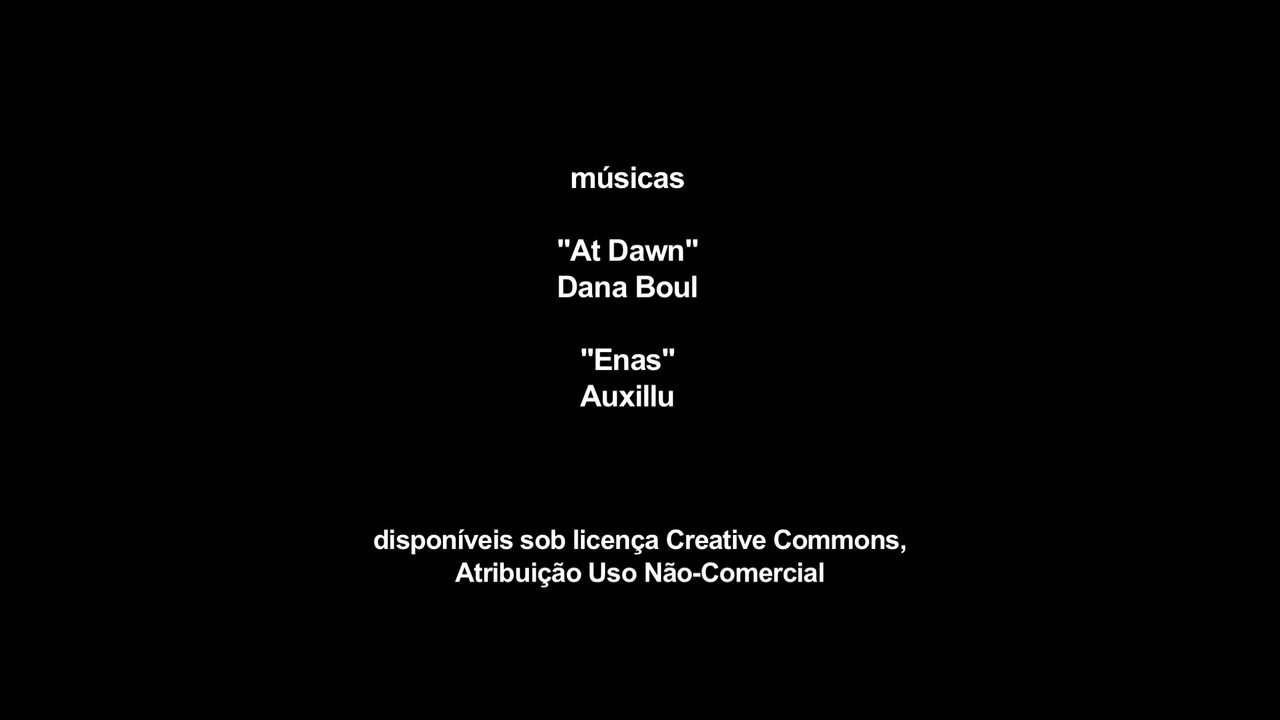 músicas
"At Dawn"
Dana Boul
"Enas"
Auxillu
disponíveis sob licença Creative Commons,
Atribuição Uso Não-Comercial